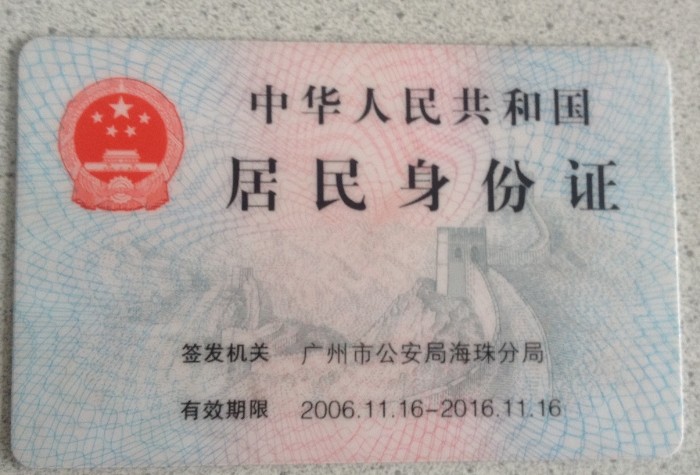 中华人民共和国
居民身份证
签发机关 广州市公安局海珠分局
有效期限 2006.11.16-2016.11.16